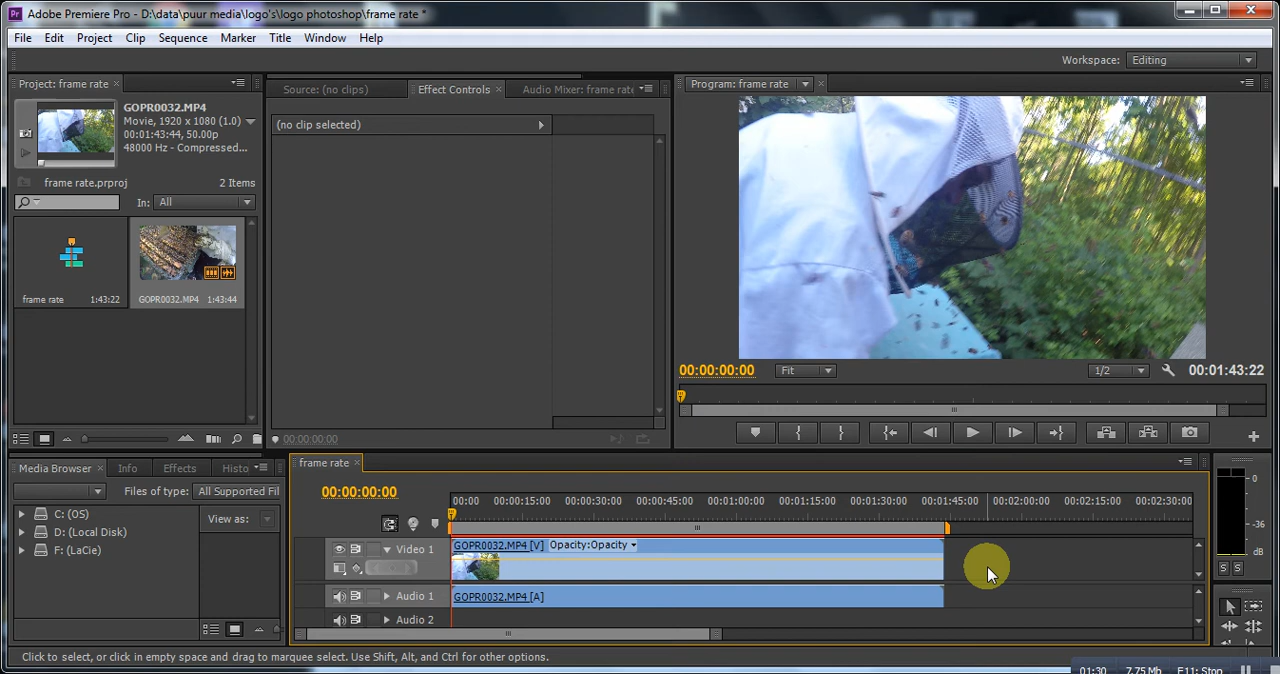 Adobe Premiere Pro - D:\data\puur media\logo's\logo photoshop\frame rate *
File Edit Project Clip Sequence Marker Title Window Help
Workspace: Editing
Project: frame rate
Source: (no clips) Effect Controls Audio Mixer: frame rate
Program: frame rate
GOPR0032.MP4
Movie, 1920 x 1080 (1.0)
00:01:43:44, 50.00p
48000 Hz - Compressed...
(no clip selected)
frame rate.prproj 2 Items
In: All
frame rate 1:43:22
GOPR0032.MP4 1:43:44
00:00:00:00 Fit 1/2 00:01:43:22
00:00:00:00
Media Browser Info Effects Histo
frame rate
Files of type: All Supported Fil
View as:
C: (OS)
D: (Local Disk)
F: (LaCie)
00:00:00:00
00:00 00:00:15:00 00:00:30:00 00:00:45:00 00:01:00:00 00:01:15:00 00:01:30:00 00:01:45:00 00:02:00:00 00:02:15:00 00:02:30:00
Video 1
GOPR0032.MP4 [V] Opacity:Opacity
Audio 1
GOPR0032.MP4 [A]
Audio 2
0
-36
dB
S S
Click to select, or click in empty space and drag to marquee select. Use Shift, Alt, and Ctrl for other options.
01:30 7.75 Mb F11: Stop